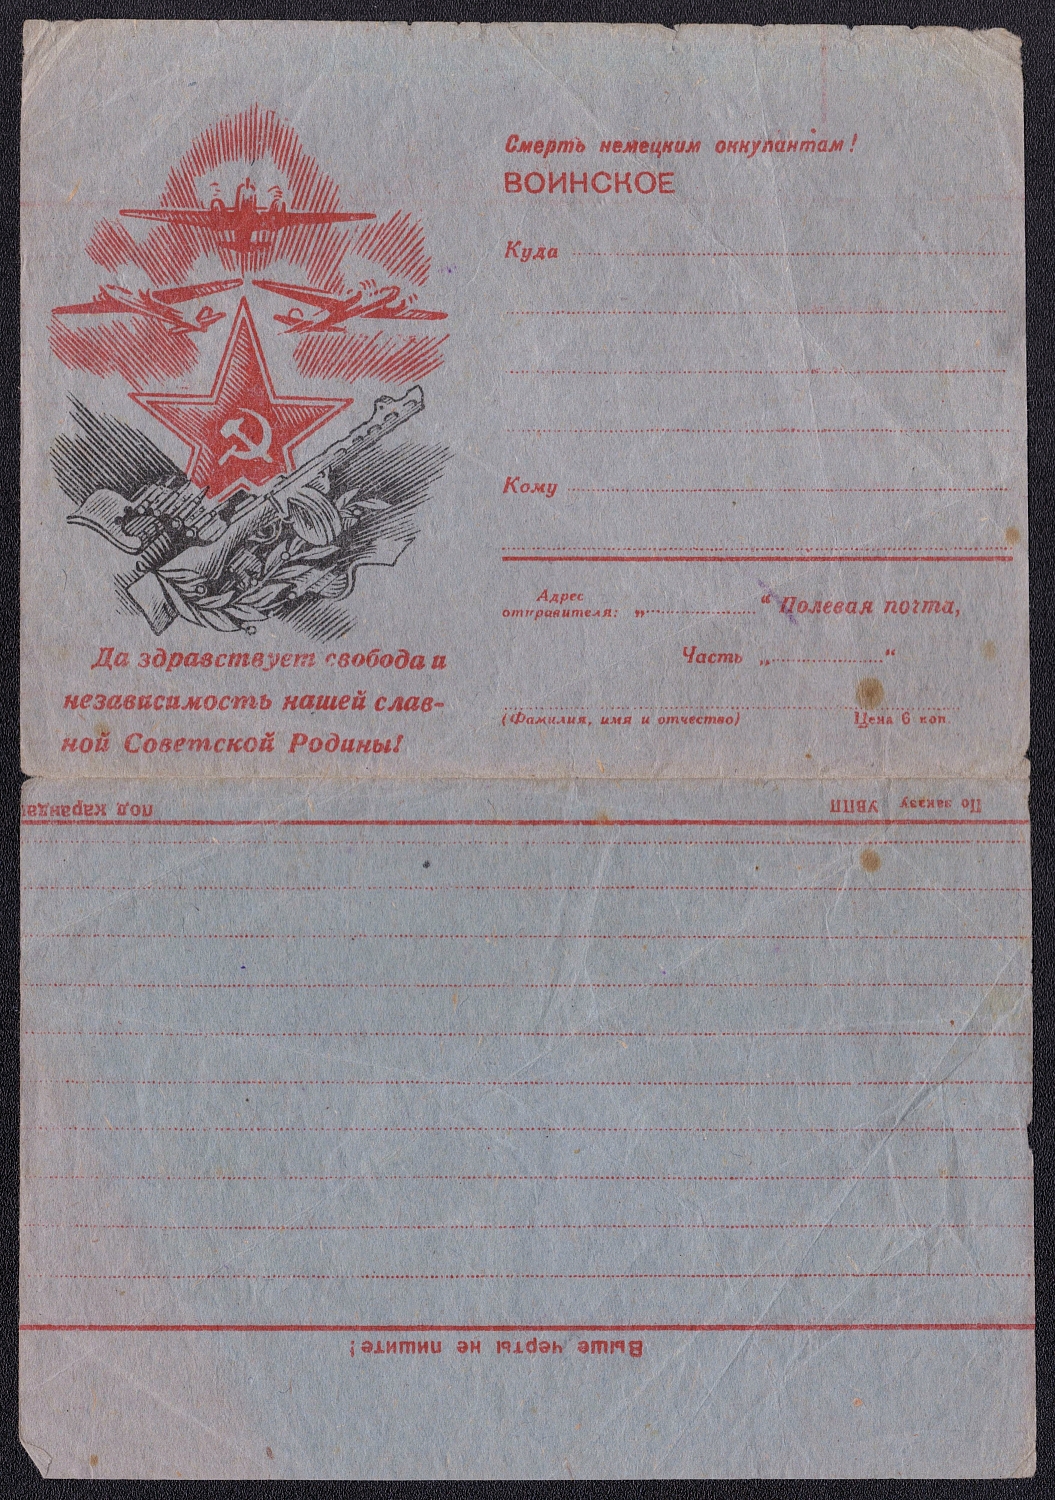 Смерть немецким оккупантам!
ВОИНСКОЕ
Куда
Кому
Адрес
отправителя: „ “ Полевая почта,
Часть „ “
(Фамилия, имя и отчество) Цена 6 коп.
Да здравствует свобода и
независимость нашей слав-
ной Советской Родины!
По заказу УВПП
под каранда
Выше черты не пишите!